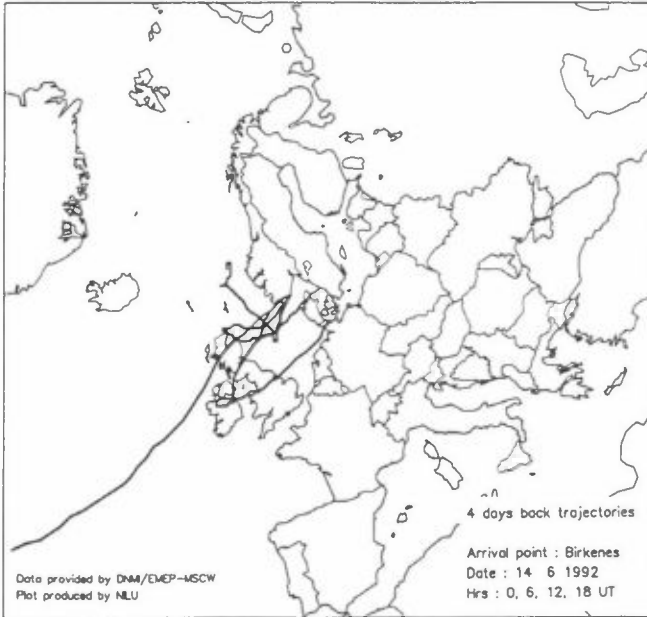 4 days back trajectories
Arrival point : Birkenes
Date : 14 6 1992
Hrs : 0, 6, 12, 18 UT
Data provided by DNMI/EMEP-MSCW
Plot produced by NILU